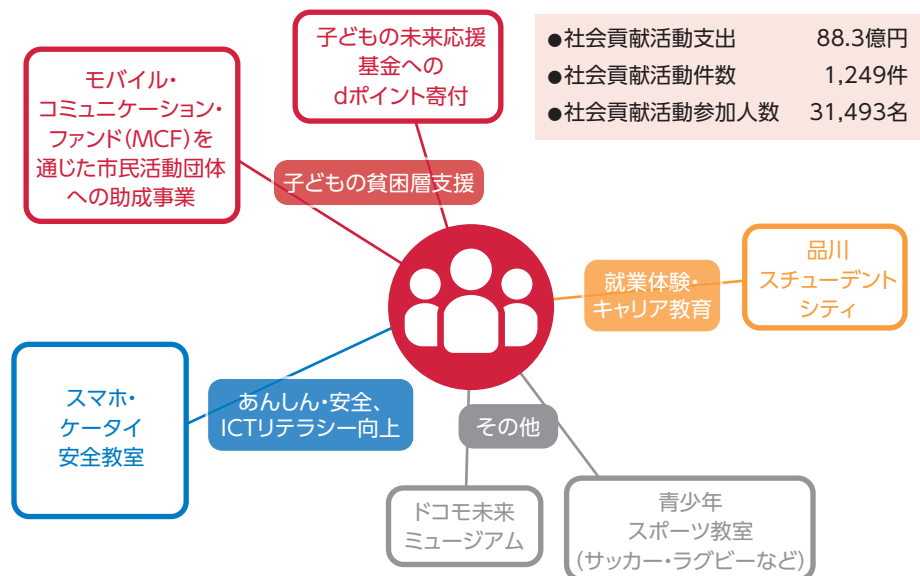 子どもの未来応援
基金への
dポイント寄付
●社会貢献活動支出 88.3億円
●社会貢献活動件数 1,249件
●社会貢献活動参加人数 31,493名
モバイル・
コミュニケーション・
ファンド(MCF)を
通じた市民活動団体
への助成事業
子どもの貧困層支援
品川
スチューデント
シティ
就業体験・
キャリア教育
スマホ・
ケータイ
安全教室
あんしん・安全、
ICTリテラシー向上
その他
ドコモ未来
ミュージアム
青少年
スポーツ教室
(サッカー・ラグビーなど)